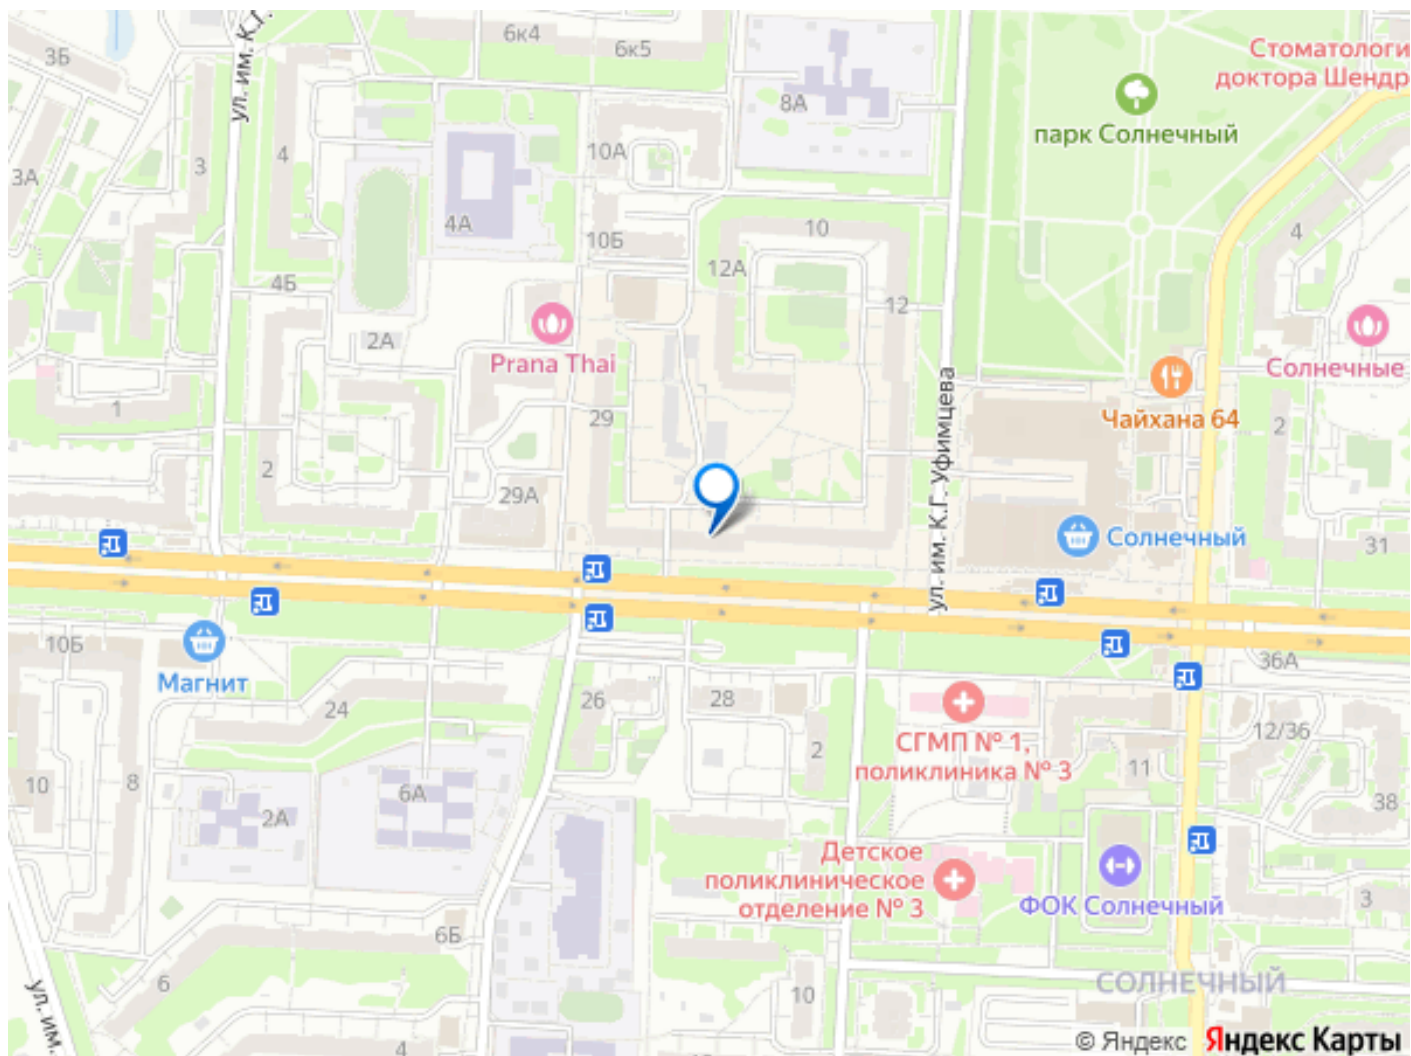 3Б
ул. им. К.Г.
6к4
6к5
Стоматологи
доктора Шендр
8А
парк Солнечный
3А
3
4
10А
4А
10Б
10
4
12А
4Б
12
2А
Prana Thai
Солнечные
1
29
ул. им. К.Г. Уфимцева
Чайхана 64
2
2
29А
Солнечный
31
10Б
Магнит
36А
24
26
28
12/36
СГМП № 1,
поликлиника № 3
2
11
10
8
6А
2А
38
Детское
поликлиническое
отделение № 3
ФОК Солнечный
3
6Б
6
10
СОЛНЕЧНЫЙ
ул. им.
4
© Яндекс Яндекс Карты